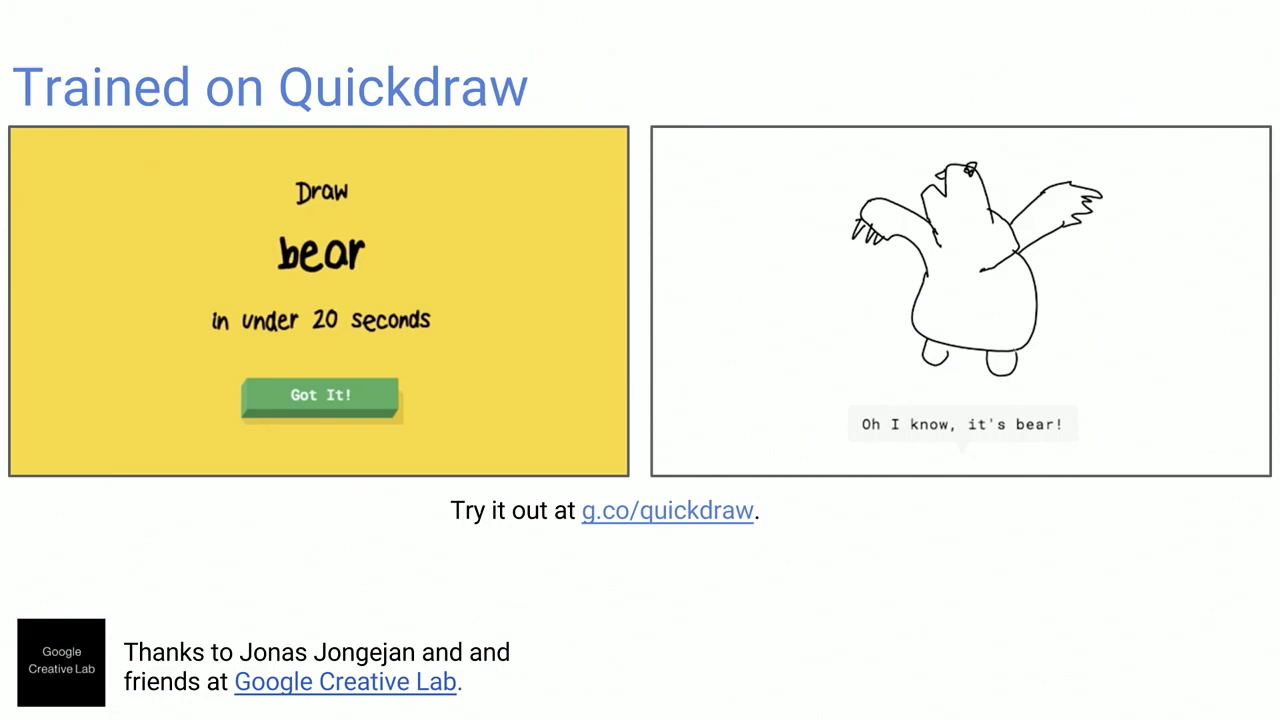 Trained on Quickdraw
Draw
bear
in under 20 seconds
Got It!
Oh I know, it's bear!
Try it out at g.co/quickdraw.
Google
Creative Lab
Thanks to Jonas Jongejan and and
friends at Google Creative Lab.